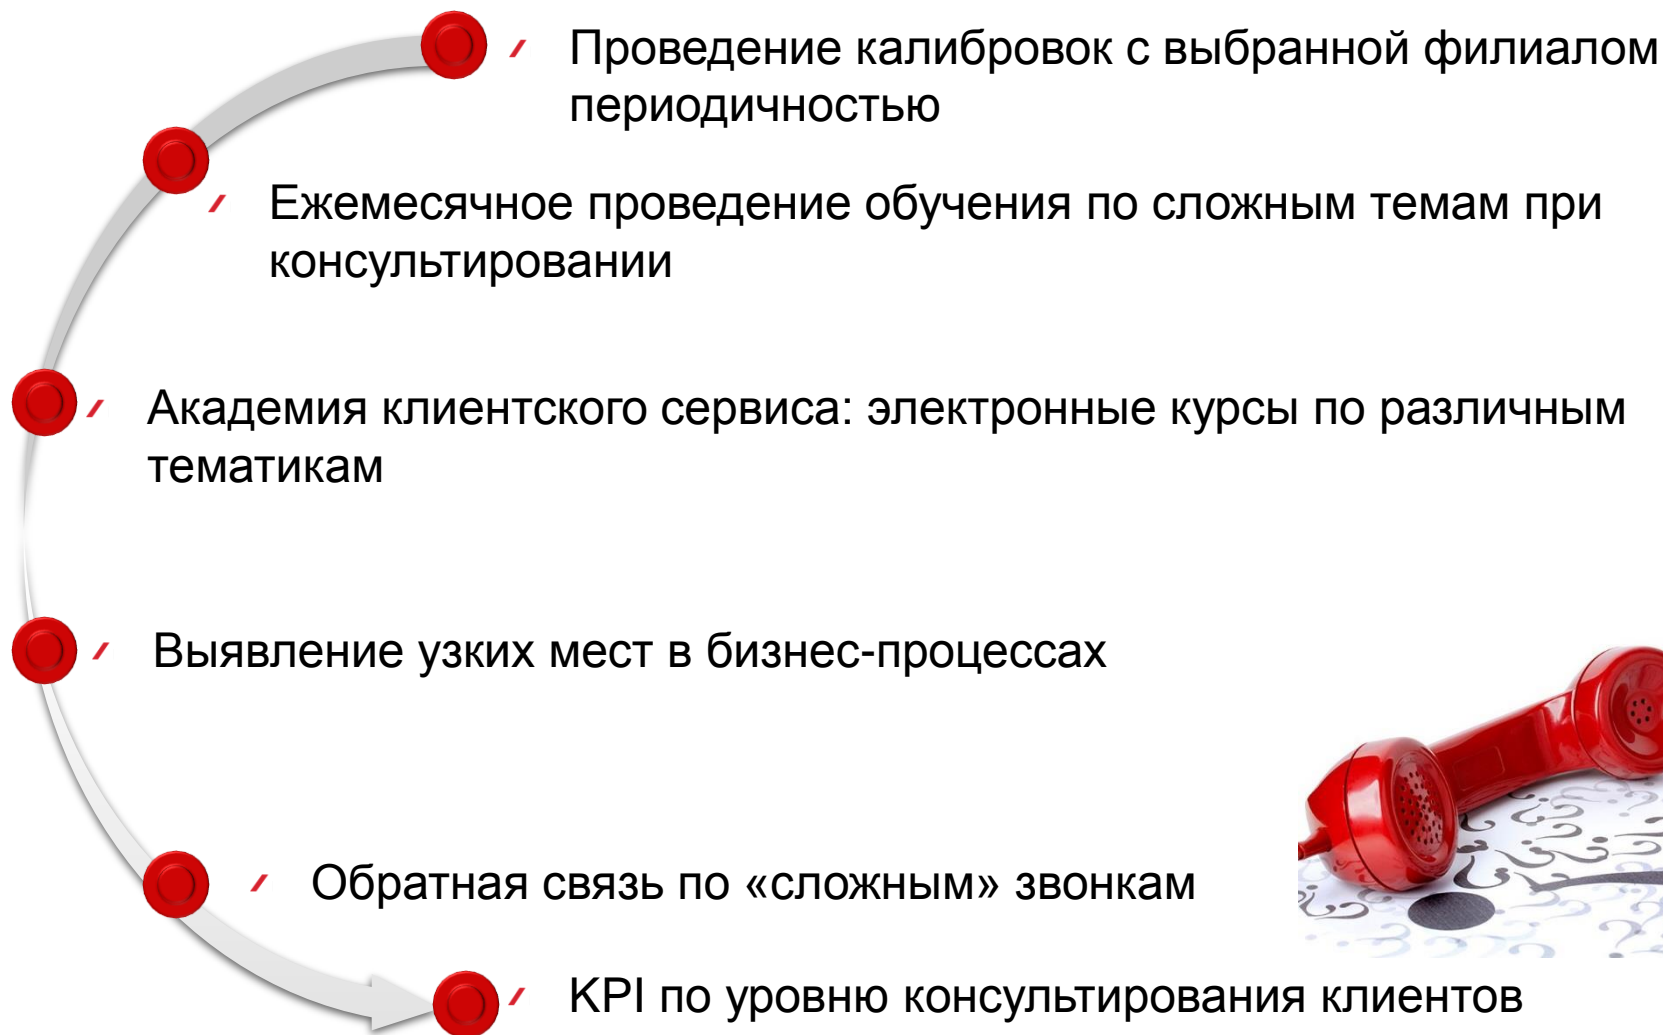 Проведение калибровок с выбранной филиалом
периодичностью
Ежемесячное проведение обучения по сложным темам при
консультировании
Академия клиентского сервиса: электронные курсы по различным
тематикам
Выявление узких мест в бизнес-процессах
Обратная связь по «сложным» звонкам
KPI по уровню консультирования клиентов